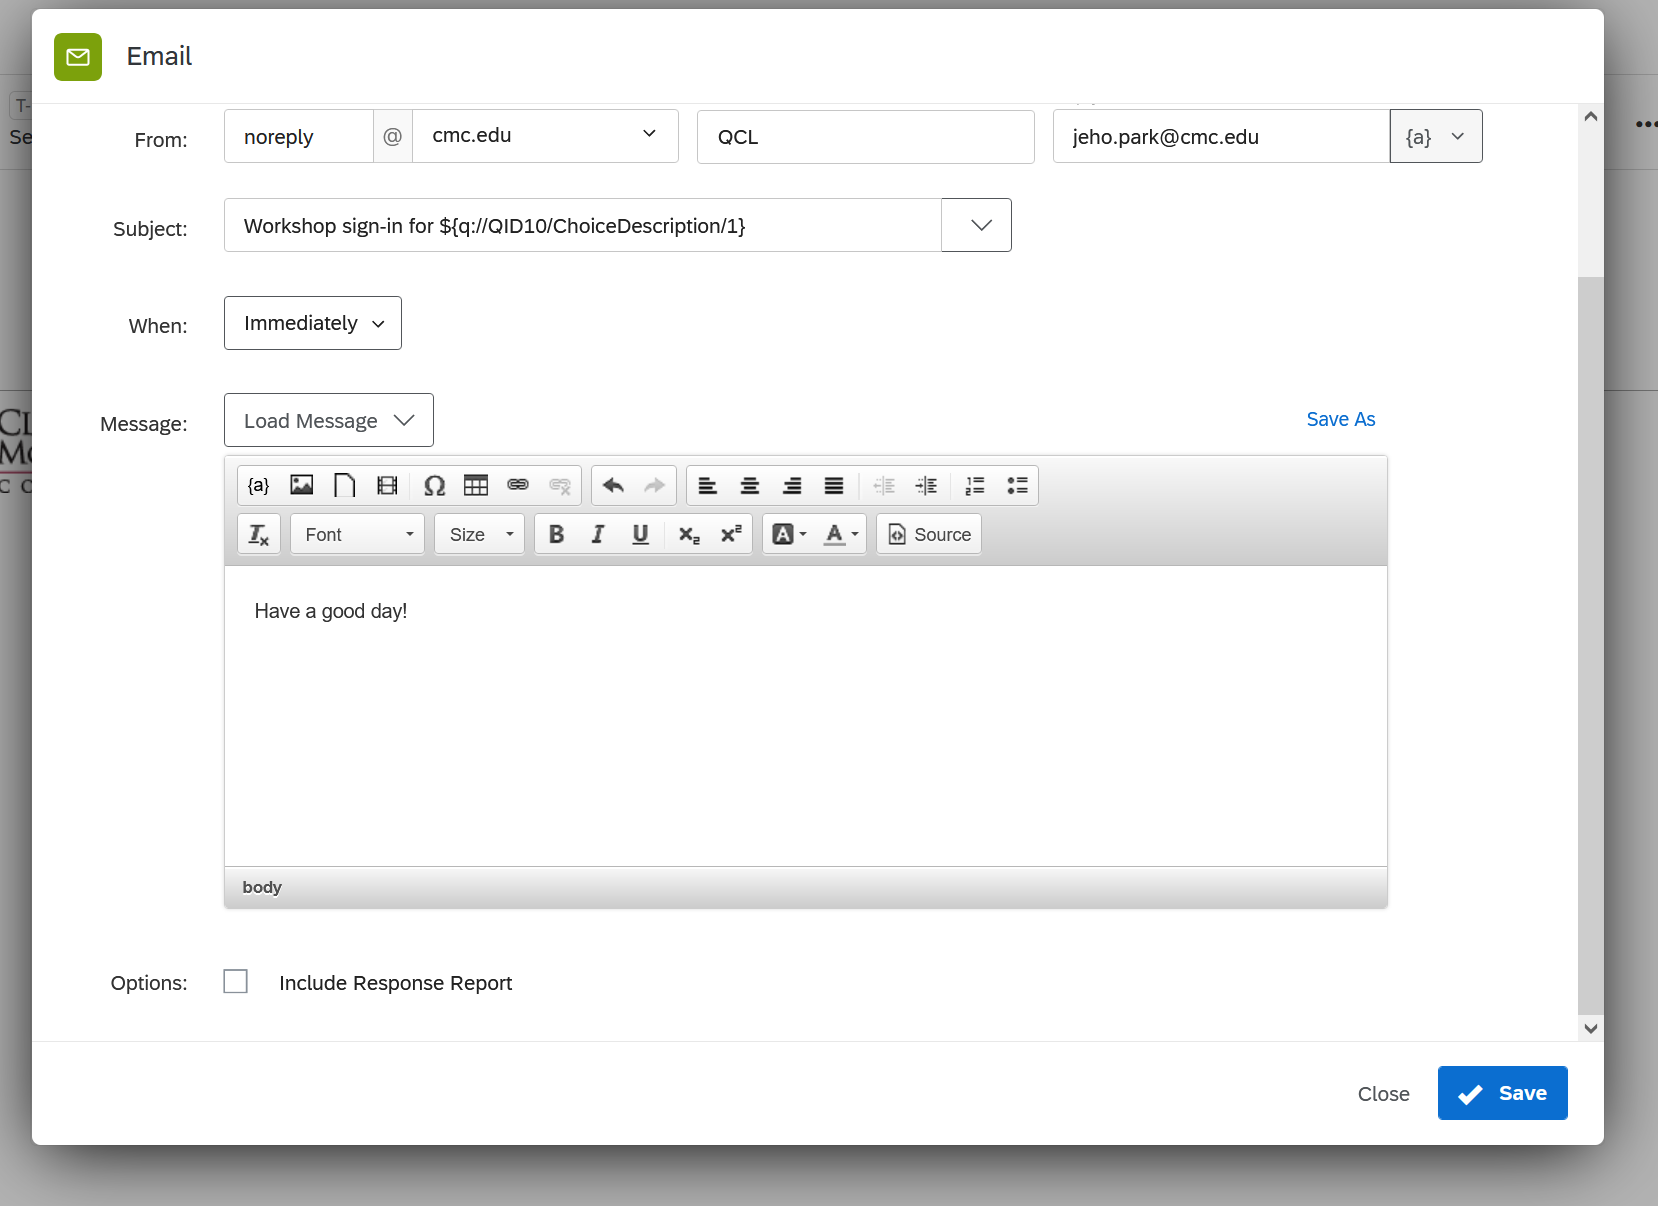 Email
From: noreply @ cmc.edu QCL jeho.park@cmc.edu {a}
Subject: Workshop sign-in for ${q://QID10/ChoiceDescription/1}
When: Immediately
Message: Load Message Save As
{a}
Font Size B I U x₂ x² A A Source
Have a good day!
body
Options: Include Response Report
Close Save